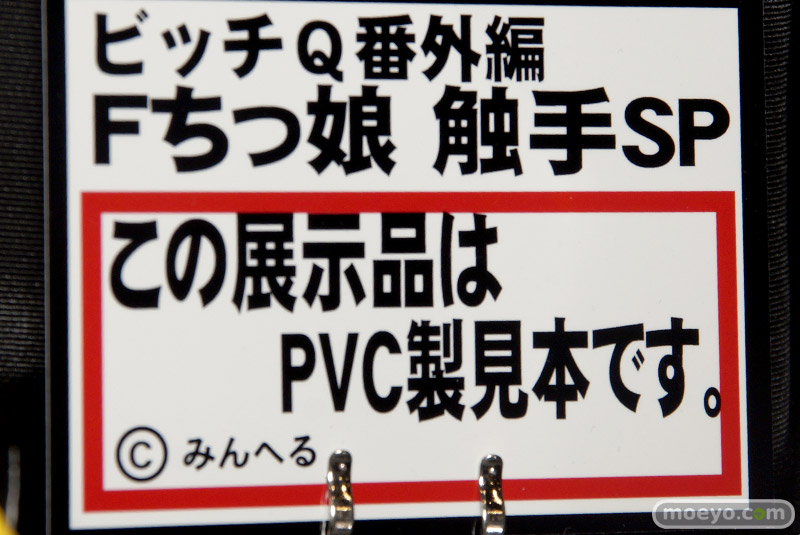 ビッチQ番外編
Fちっ娘 触手SP
この展示品は
PVC製見本です。
©みんへる
moeyo.com